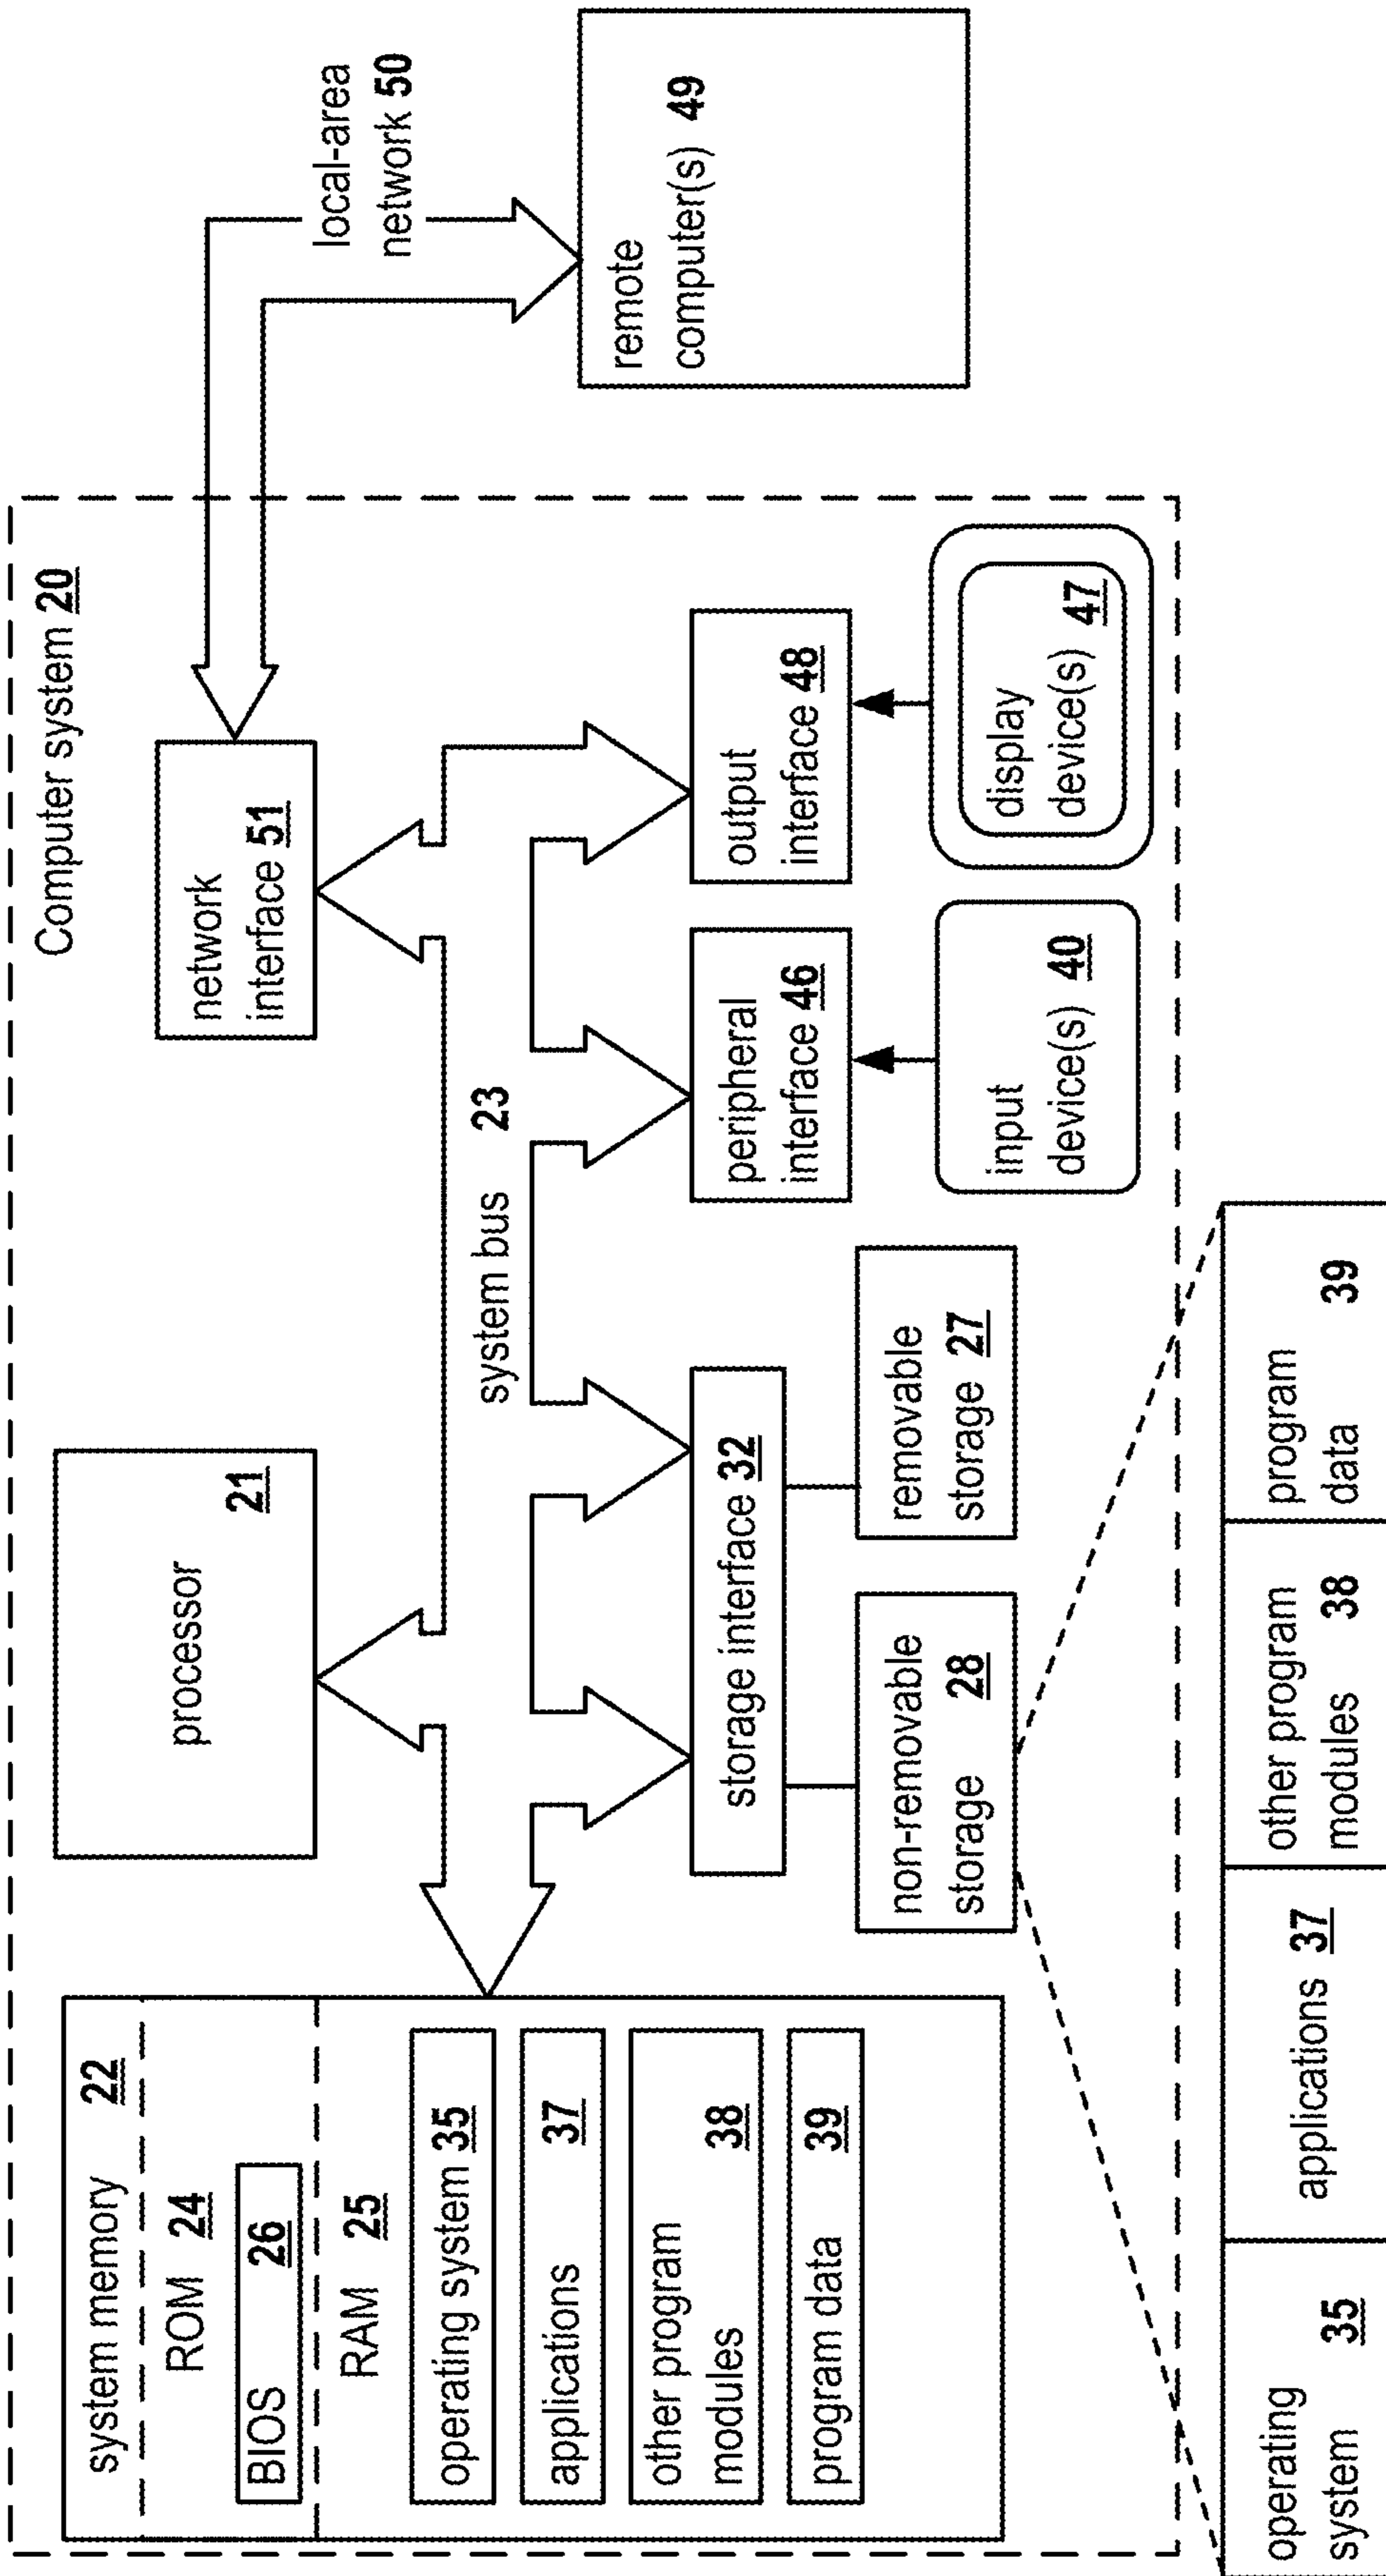 Computer system 20
system memory 22
ROM 24
BIOS 26
RAM 25
operating system 35
applications 37
other program
modules 38
program data 39
processor 21
network
interface 51
local-area
network 50
system bus 23
storage interface 32
peripheral
interface 46
output
interface 48
remote
computer(s) 49
non-removable
storage 28
removable
storage 27
input
device(s) 40
display
device(s) 47
operating
system 35
applications 37
other program
modules 38
program
data 39